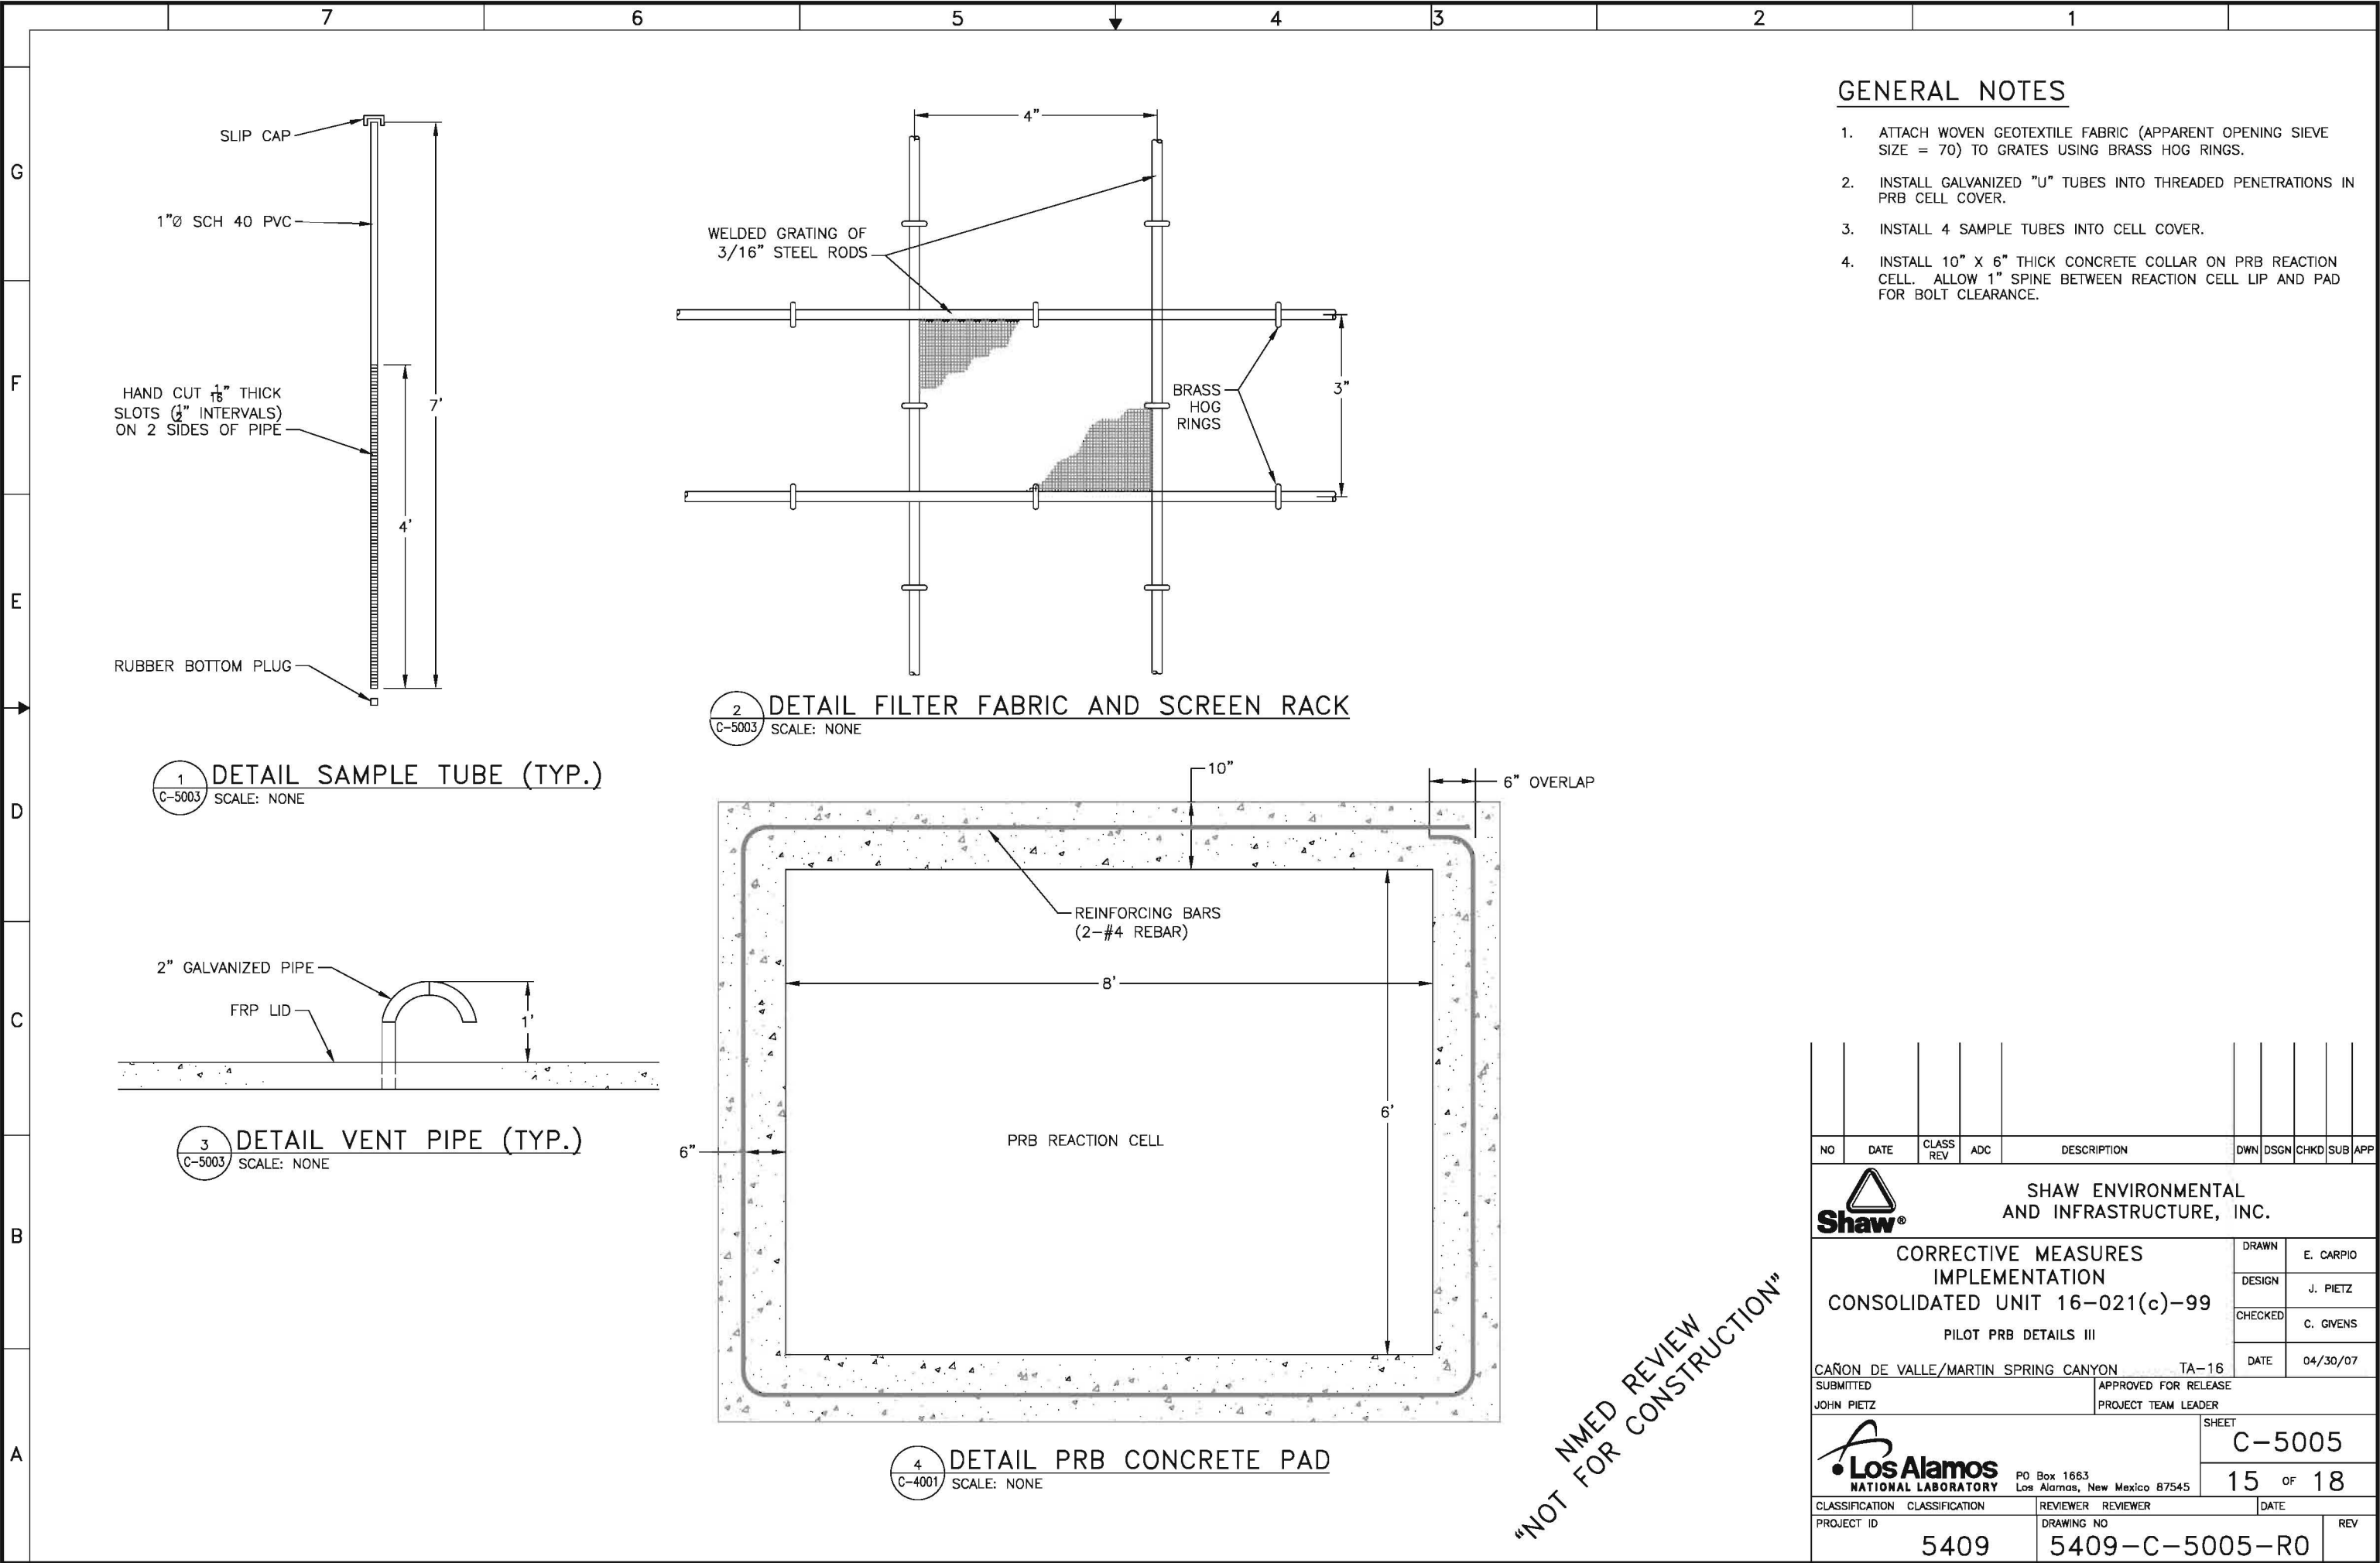 7 6 5 4 3 2 1
G
F
E
D
C
B
A
SLIP CAP
1"Ø SCH 40 PVC
HAND CUT 1/16" THICK
SLOTS (1/2" INTERVALS)
ON 2 SIDES OF PIPE
7'
4'
RUBBER BOTTOM PLUG
1
C-5003
DETAIL SAMPLE TUBE (TYP.)
SCALE: NONE
4"
WELDED GRATING OF
3/16" STEEL RODS
BRASS
HOG
RINGS
3"
2
C-5003
DETAIL FILTER FABRIC AND SCREEN RACK
SCALE: NONE
GENERAL NOTES
1. ATTACH WOVEN GEOTEXTILE FABRIC (APPARENT OPENING SIEVE
SIZE = 70) TO GRATES USING BRASS HOG RINGS.
2. INSTALL GALVANIZED "U" TUBES INTO THREADED PENETRATIONS IN
PRB CELL COVER.
3. INSTALL 4 SAMPLE TUBES INTO CELL COVER.
4. INSTALL 10" X 6" THICK CONCRETE COLLAR ON PRB REACTION
CELL. ALLOW 1" SPINE BETWEEN REACTION CELL LIP AND PAD
FOR BOLT CLEARANCE.
2" GALVANIZED PIPE
FRP LID
1'
3
C-5003
DETAIL VENT PIPE (TYP.)
SCALE: NONE
10"
6" OVERLAP
REINFORCING BARS
(2-#4 REBAR)
8'
6'
6"
PRB REACTION CELL
4
C-4001
DETAIL PRB CONCRETE PAD
SCALE: NONE
NMED REVIEW
"NOT FOR CONSTRUCTION"
NO DATE CLASS REV ADC DESCRIPTION DWN DSGN CHKD SUB APP
Shaw®
SHAW ENVIRONMENTAL
AND INFRASTRUCTURE, INC.
CORRECTIVE MEASURES
IMPLEMENTATION
CONSOLIDATED UNIT 16-021(c)-99
PILOT PRB DETAILS III
CAÑON DE VALLE/MARTIN SPRING CANYON TA-16
DRAWN E. CARPIO
DESIGN J. PIETZ
CHECKED C. GIVENS
DATE 04/30/07
SUBMITTED
JOHN PIETZ
APPROVED FOR RELEASE
PROJECT TEAM LEADER
Los Alamos
NATIONAL LABORATORY
PO Box 1663
Los Alamos, New Mexico 87545
SHEET
C-5005
15 OF 18
CLASSIFICATION CLASSIFICATION REVIEWER REVIEWER DATE
PROJECT ID
5409
DRAWING NO
5409-C-5005-R0
REV